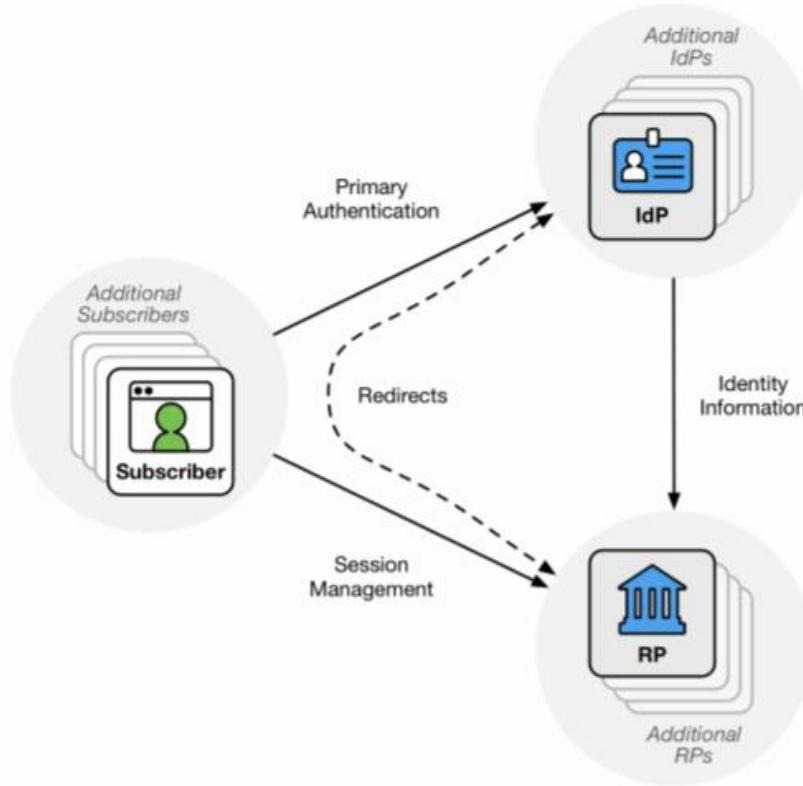 Additional
IdPs
IdP
Primary
Authentication
Additional
Subscribers
Subscriber
Redirects
Identity
Information
Session
Management
RP
Additional
RPs